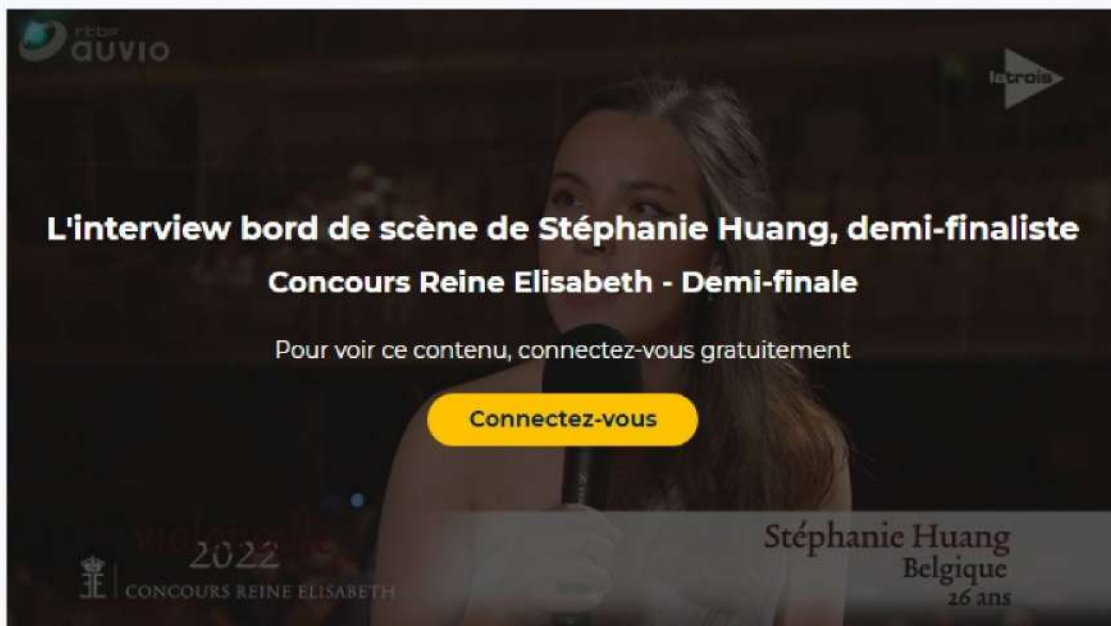 rtbf
auvio
latrois
L'interview bord de scène de Stéphanie Huang, demi-finaliste
Concours Reine Elisabeth - Demi-finale
Pour voir ce contenu, connectez-vous gratuitement
Connectez-vous
violoncelle
2022
CONCOURS REINE ELISABETH
Stéphanie Huang
Belgique
26 ans